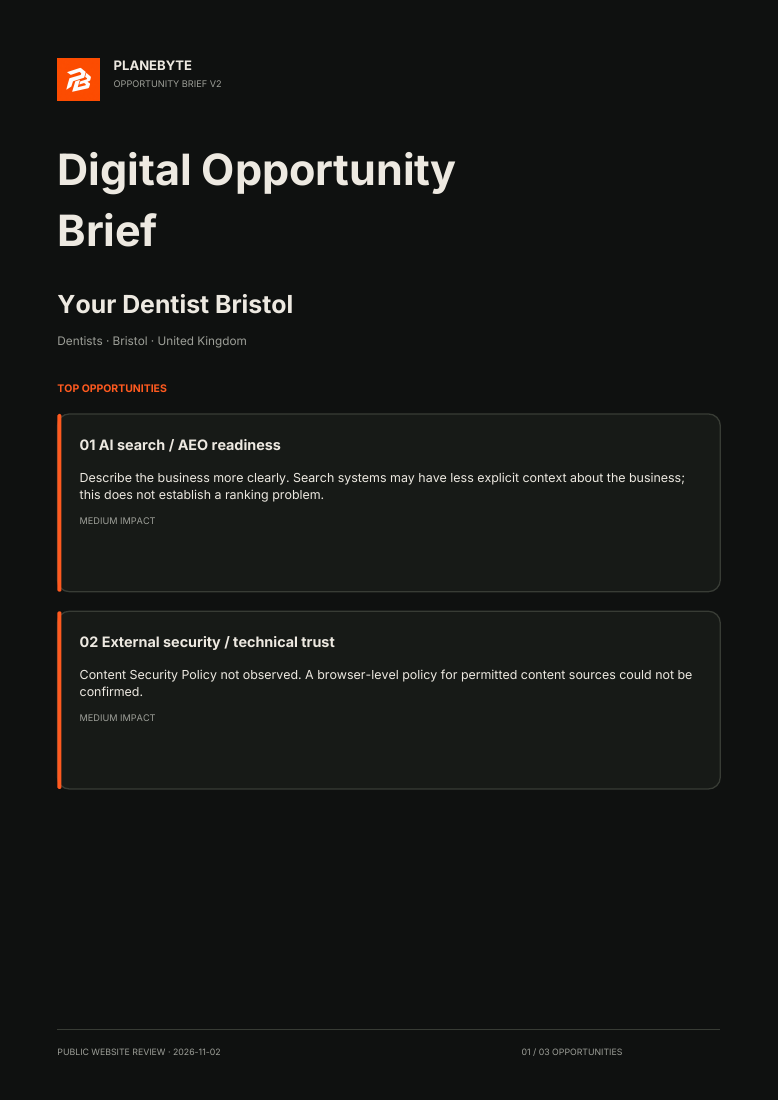 PB
PLANEBYTE
OPPORTUNITY BRIEF V2
Digital Opportunity
Brief
Your Dentist Bristol
Dentists · Bristol · United Kingdom
TOP OPPORTUNITIES
01 AI search / AEO readiness
Describe the business more clearly. Search systems may have less explicit context about the business;
this does not establish a ranking problem.
MEDIUM IMPACT
02 External security / technical trust
Content Security Policy not observed. A browser-level policy for permitted content sources could not be
confirmed.
MEDIUM IMPACT
PUBLIC WEBSITE REVIEW · 2026-11-02
01 / 03 OPPORTUNITIES